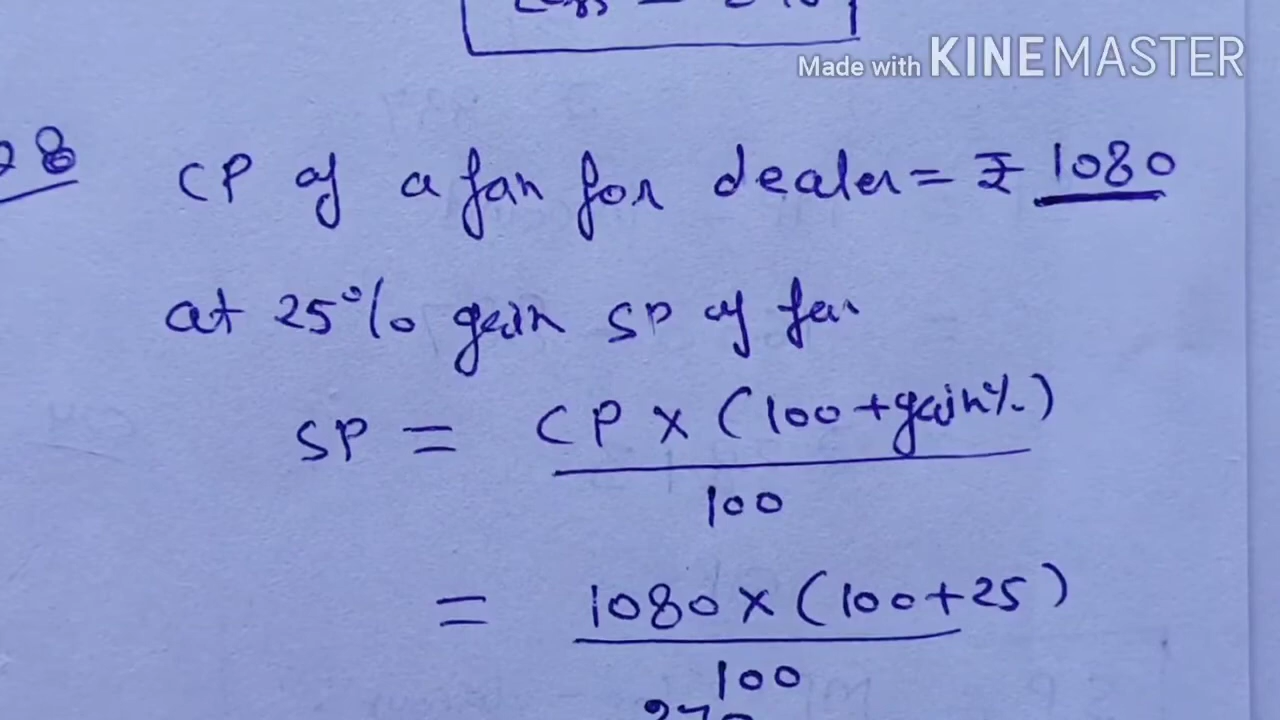 Made with KINEMASTER
28 CP of a fan for dealer = ₹ 1080
at 25% gain SP of fan
SP = CP x (100+gain%)
100
= 1080 x (100+25)
100
270